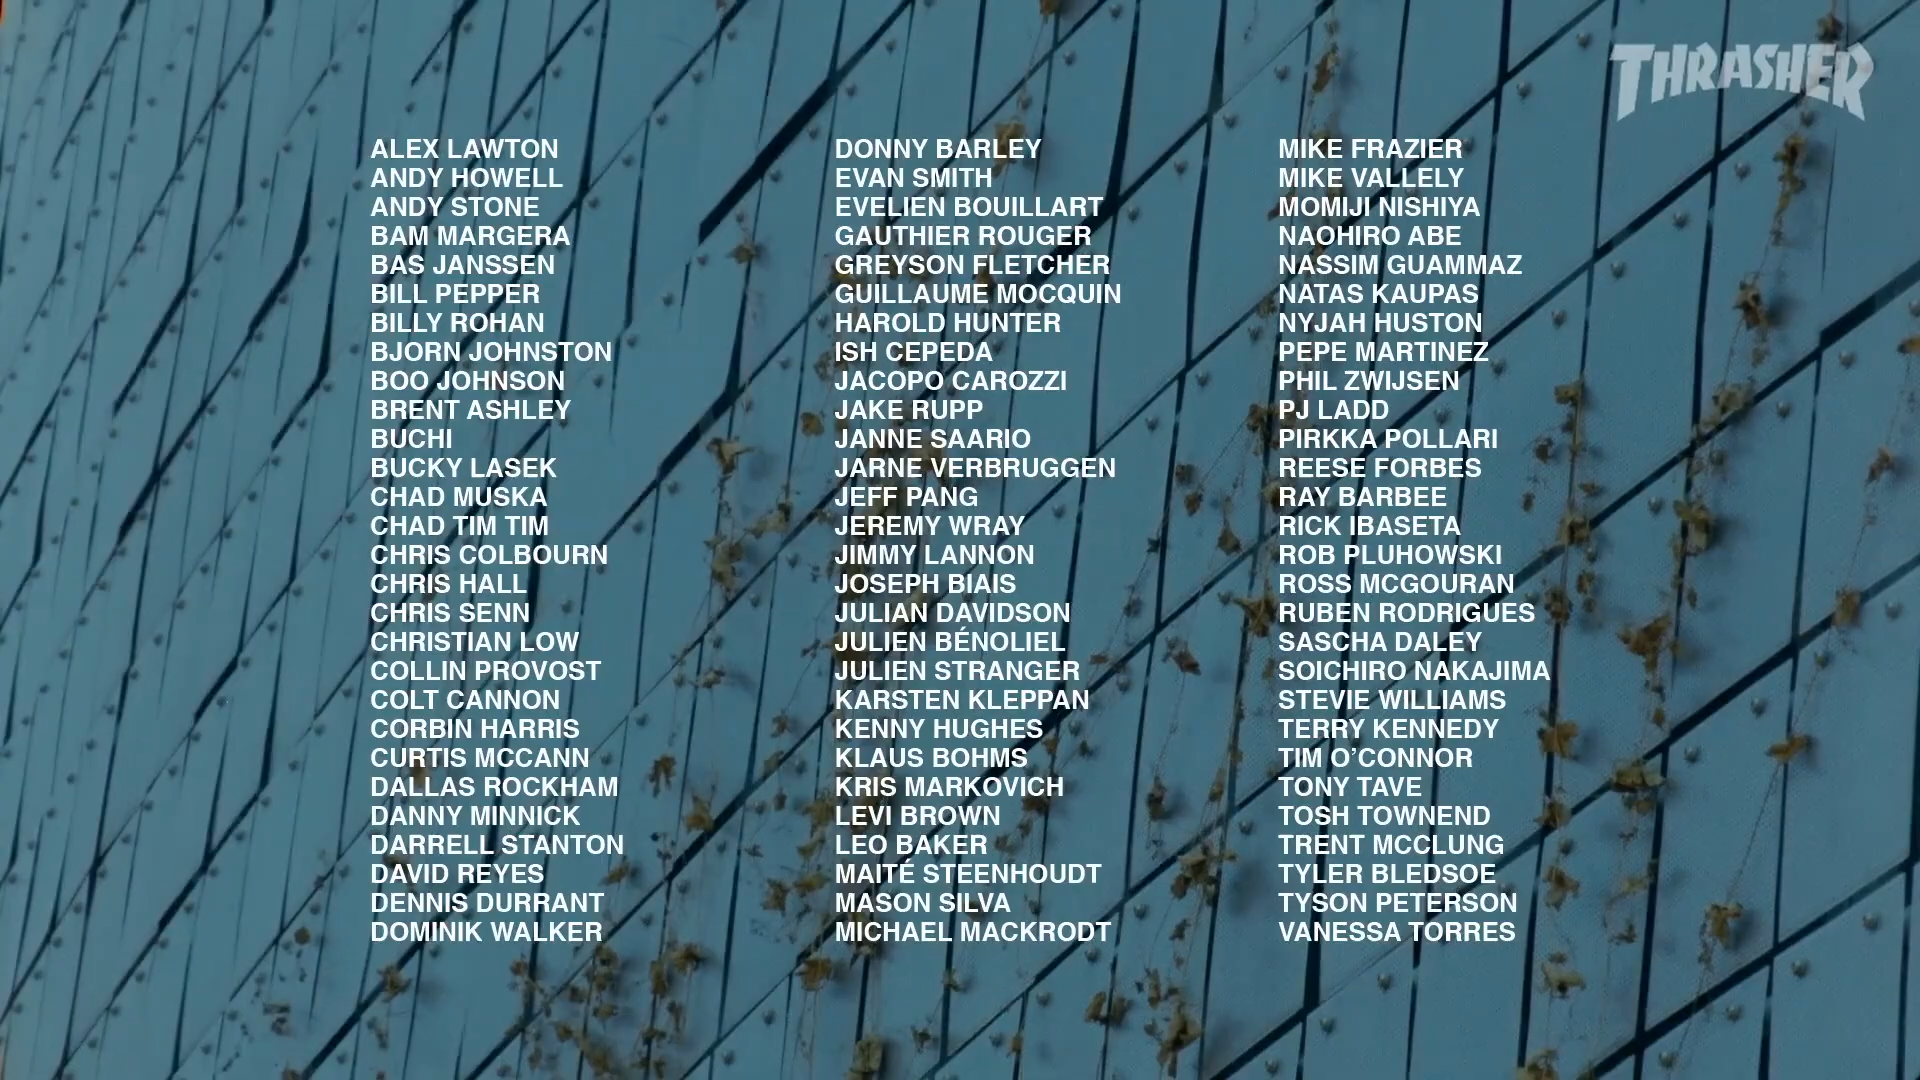 THRASHER
ALEX LAWTON
ANDY HOWELL
ANDY STONE
BAM MARGERA
BAS JANSSEN
BILL PEPPER
BILLY ROHAN
BJORN JOHNSTON
BOO JOHNSON
BRENT ASHLEY
BUCHI
BUCKY LASEK
CHAD MUSKA
CHAD TIM TIM
CHRIS COLBOURN
CHRIS HALL
CHRIS SENN
CHRISTIAN LOW
COLLIN PROVOST
COLT CANNON
CORBIN HARRIS
CURTIS MCCANN
DALLAS ROCKHAM
DANNY MINNICK
DARRELL STANTON
DAVID REYES
DENNIS DURRANT
DOMINIK WALKER
DONNY BARLEY
EVAN SMITH
EVELIEN BOUILLART
GAUTHIER ROUGER
GREYSON FLETCHER
GUILLAUME MOCQUIN
HAROLD HUNTER
ISH CEPEDA
JACOPO CAROZZI
JAKE RUPP
JANNE SAARIO
JARNE VERBRUGGEN
JEFF PANG
JEREMY WRAY
JIMMY LANNON
JOSEPH BIAIS
JULIAN DAVIDSON
JULIEN BÉNOLIEL
JULIEN STRANGER
KARSTEN KLEPPAN
KENNY HUGHES
KLAUS BOHMS
KRIS MARKOVICH
LEVI BROWN
LEO BAKER
MAITÉ STEENHOUDT
MASON SILVA
MICHAEL MACKRODT
MIKE FRAZIER
MIKE VALLELY
MOMIJI NISHIYA
NAOHIRO ABE
NASSIM GUAMMAZ
NATAS KAUPAS
NYJAH HUSTON
PEPE MARTINEZ
PHIL ZWIJSEN
PJ LADD
PIRKKA POLLARI
REESE FORBES
RAY BARBEE
RICK IBASETA
ROB PLUHOWSKI
ROSS MCGOURAN
RUBEN RODRIGUES
SASCHA DALEY
SOICHIRO NAKAJIMA
STEVIE WILLIAMS
TERRY KENNEDY
TIM O’CONNOR
TONY TAVE
TOSH TOWNEND
TRENT MCCLUNG
TYLER BLEDSOE
TYSON PETERSON
VANESSA TORRES